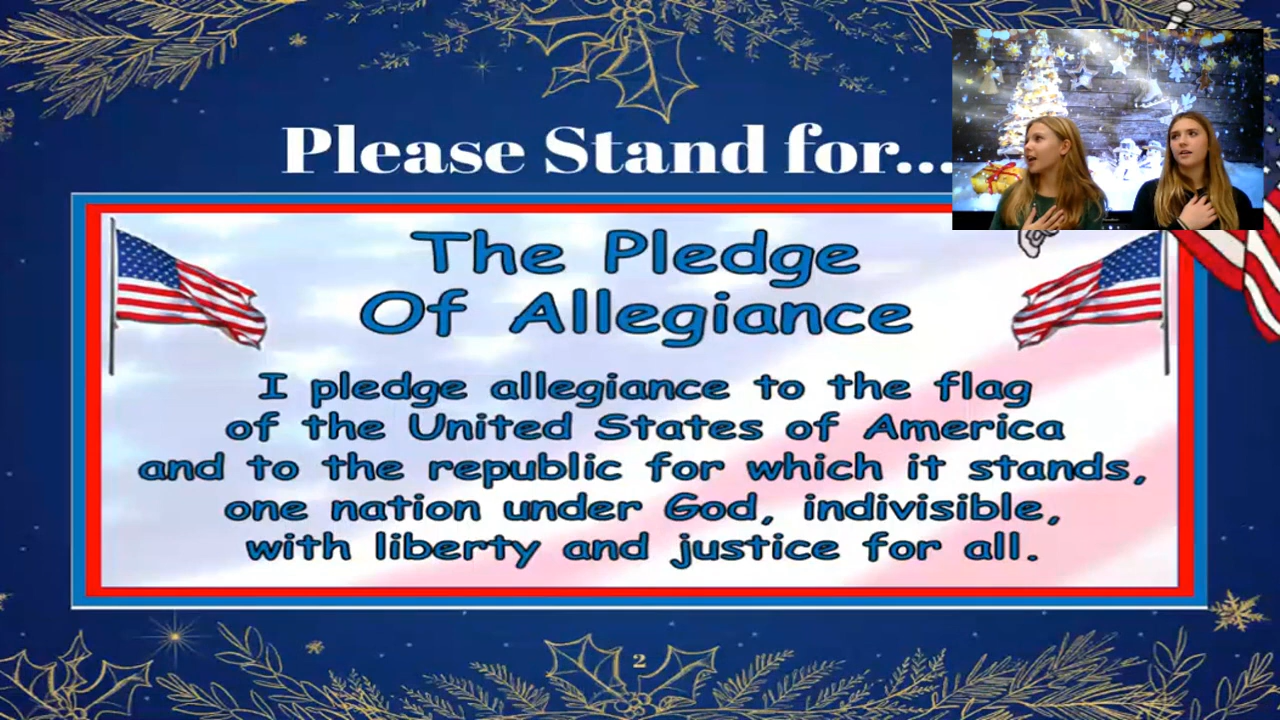 Please Stand for...
The Pledge
Of Allegiance
I pledge allegiance to the flag
of the United States of America
and to the republic for which it stands,
one nation under God, indivisible,
with liberty and justice for all.
2